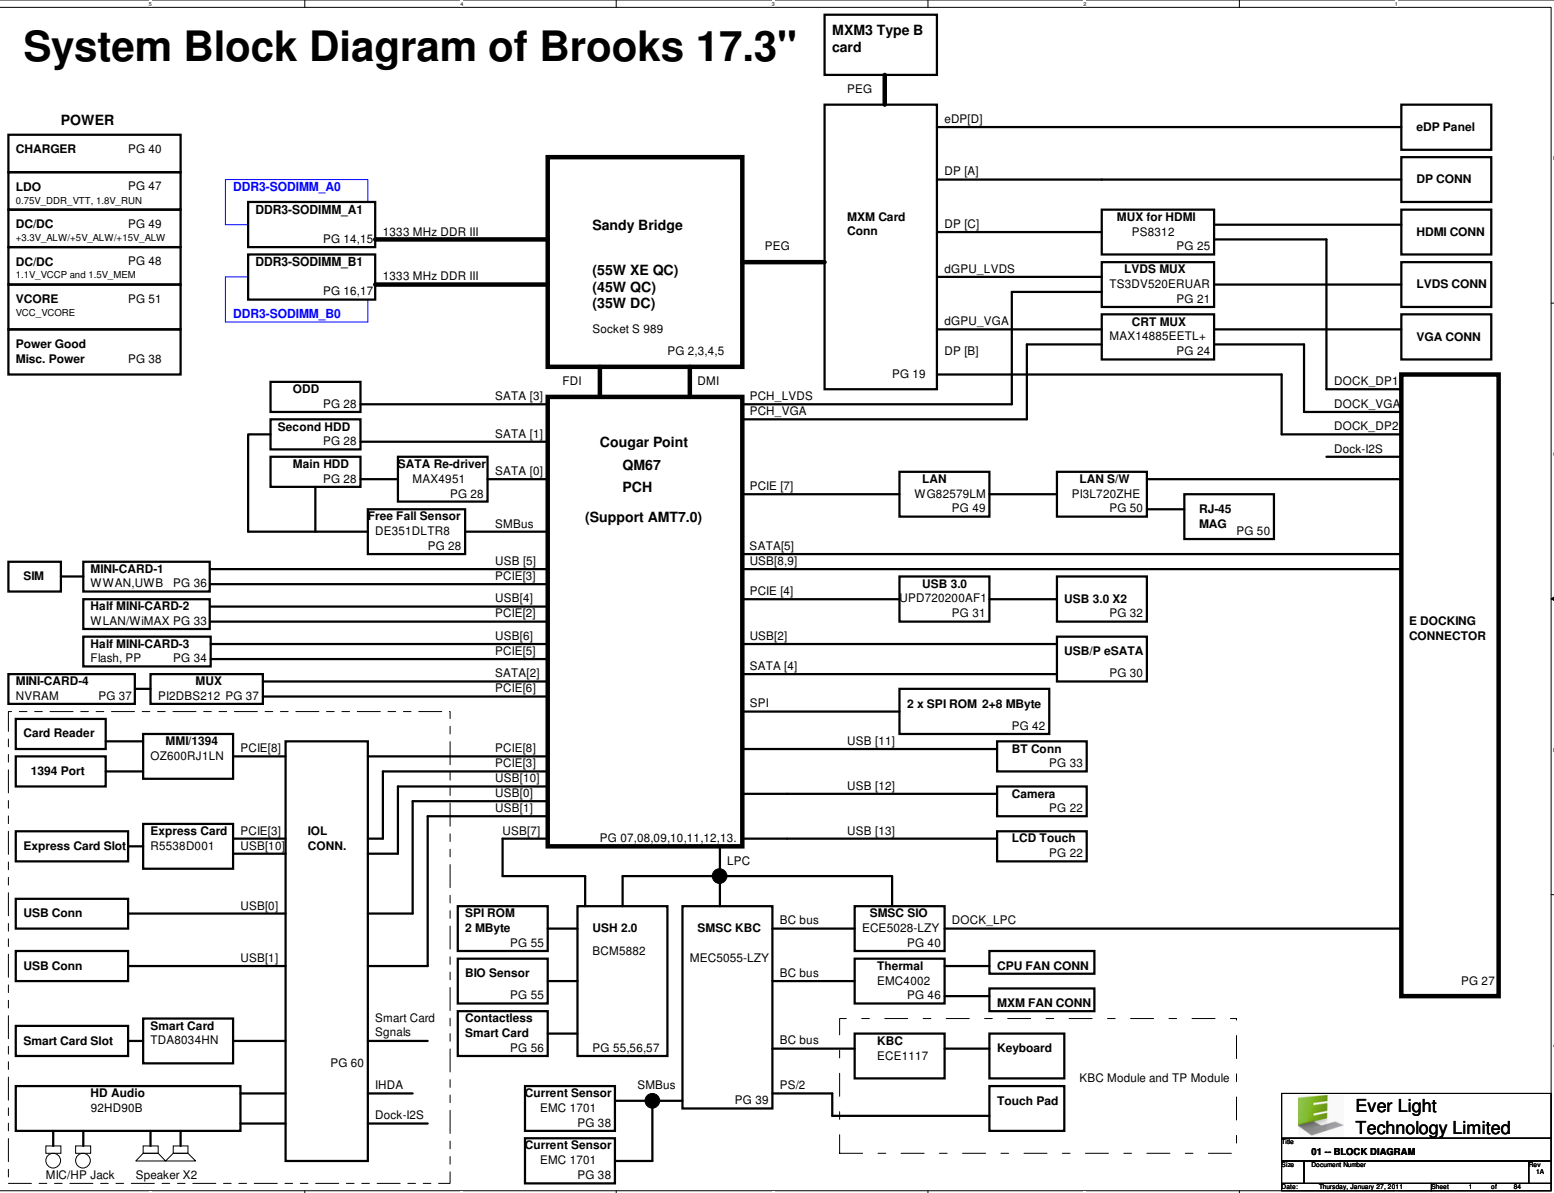 5
4
3
2
1
System Block Diagram of Brooks 17.3"
MXM3 Type B
card
PEG
POWER
CHARGER PG 40
LDO PG 47
0.75V_DDR_VTT, 1.8V_RUN
DC/DC PG 49
+3.3V_ALW/+5V_ALW/+15V_ALW
DC/DC PG 48
1.1V_VCCP and 1.5V_MEM
VCORE PG 51
VCC_VCORE
Power Good
Misc. Power PG 38
DDR3-SODIMM_A0
DDR3-SODIMM_A1
PG 14,15
1333 MHz DDR III
DDR3-SODIMM_B1
PG 16,17
1333 MHz DDR III
DDR3-SODIMM_B0
Sandy Bridge
(55W XE QC)
(45W QC)
(35W DC)
Socket S 989
PG 2,3,4,5
PEG
FDI
DMI
MXM Card
Conn
PG 19
eDP[D]
DP [A]
DP [C]
dGPU_LVDS
dGPU_VGA
DP [B]
MUX for HDMI
PS8312
PG 25
LVDS MUX
TS3DV520ERUAR
PG 21
CRT MUX
MAX14885EETL+
PG 24
eDP Panel
DP CONN
HDMI CONN
LVDS CONN
VGA CONN
DOCK_DP1
DOCK_VGA
DOCK_DP2
Dock-I2S
E DOCKING
CONNECTOR
PG 27
ODD
PG 28
SATA [3]
Second HDD
PG 28
SATA [1]
Main HDD
PG 28
SATA Re-driver
MAX4951
PG 28
SATA [0]
Free Fall Sensor
DE351DLTR8
PG 28
SMBus
Cougar Point
QM67
PCH
(Support AMT7.0)
PG 07,08,09,10,11,12,13.
PCH_LVDS
PCH_VGA
PCIE [7]
LAN
WG82579LM
PG 49
LAN S/W
PI3L720ZHE
PG 50
RJ-45
MAG PG 50
SATA[5]
USB[8,9]
PCIE [4]
USB 3.0
UPD720200AF1
PG 31
USB 3.0 X2
PG 32
USB[2]
SATA [4]
USB/P eSATA
PG 30
SPI
2 x SPI ROM 2+8 MByte
PG 42
USB [11]
BT Conn
PG 33
USB [12]
Camera
PG 22
USB [13]
LCD Touch
PG 22
SIM
MINI-CARD-1
WWAN,UWB PG 36
USB [5]
PCIE[3]
Half MINI-CARD-2
WLAN/WiMAX PG 33
USB[4]
PCIE[2]
Half MINI-CARD-3
Flash, PP PG 34
USB[6]
PCIE[5]
MINI-CARD-4
NVRAM PG 37
MUX
PI2DBS212 PG 37
SATA[2]
PCIE[6]
Card Reader
1394 Port
MMI/1394
OZ600RJ1LN
PCIE[8]
PCIE[8]
PCIE[3]
USB[10]
USB[0]
USB[1]
USB[7]
Express Card Slot
Express Card
R5538D001
PCIE[3]
USB[10]
IOL
CONN.
PG 60
USB Conn
USB[0]
USB Conn
USB[1]
Smart Card Slot
Smart Card
TDA8034HN
Smart Card
Sgnals
HD Audio
92HD90B
IHDA
Dock-I2S
MIC/HP Jack
Speaker X2
LPC
SPI ROM
2 MByte
PG 55
BIO Sensor
PG 55
Contactless
Smart Card
PG 56
USH 2.0
BCM5882
PG 55,56,57
SMSC KBC
MEC5055-LZY
PG 39
BC bus
SMSC SIO
ECE5028-LZY
PG 40
DOCK_LPC
BC bus
Thermal
EMC4002
PG 46
CPU FAN CONN
MXM FAN CONN
BC bus
KBC
ECE1117
Keyboard
PS/2
Touch Pad
KBC Module and TP Module
Current Sensor
EMC 1701
PG 38
SMBus
Current Sensor
EMC 1701
PG 38
Ever Light
Technology Limited
Title
01 -- BLOCK DIAGRAM
Size Document Number Rev
1A
Date: Thursday, January 27, 2011 Sheet 1 of 84